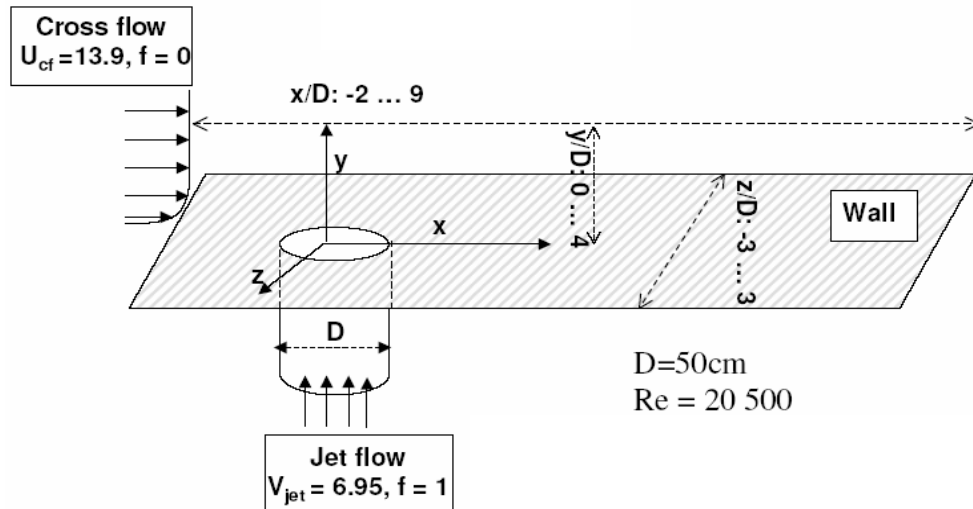 Cross flow
U_cf =13.9, f = 0
x/D: -2 ... 9
y
y/D: 0 ... 4
z/D: -3 ... 3
Wall
x
z
D
D=50cm
Re = 20 500
Jet flow
V_jet = 6.95, f = 1